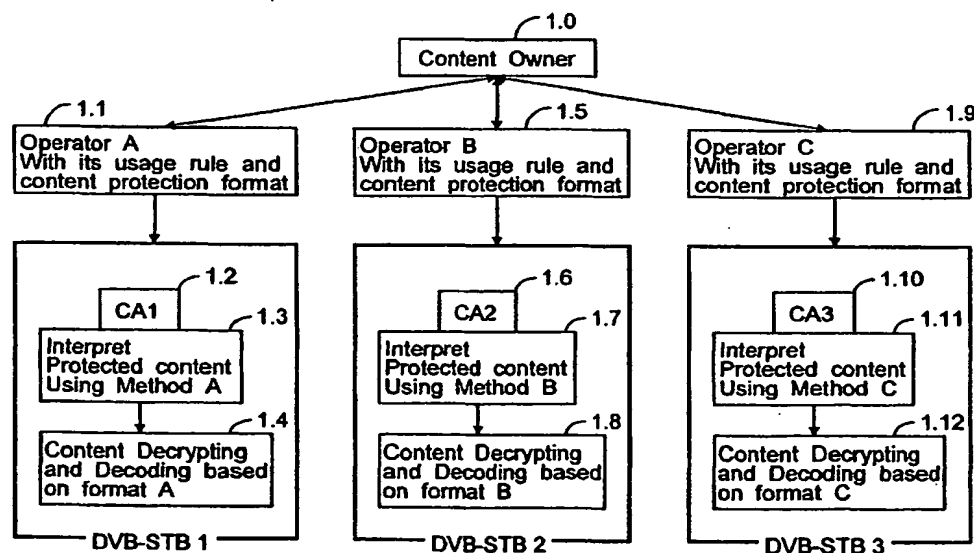 1.0
Content Owner
1.1
Operator A
With its usage rule and
content protection format
1.5
Operator B
With its usage rule and
content protection format
1.9
Operator C
With its usage rule and
content protection format
1.2
CA1
1.3
Interpret
Protected content
Using Method A
1.4
Content Decrypting
and Decoding based
on format A
DVB-STB 1
1.6
CA2
1.7
Interpret
Protected content
Using Method B
1.8
Content Decrypting
and Decoding based
on format B
DVB-STB 2
1.10
CA3
1.11
Interpret
Protected content
Using Method C
1.12
Content Decrypting
and Decoding based
on format C
DVB-STB 3